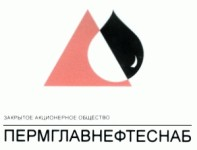 ЗАКРЫТОЕ АКЦИОНЕРНОЕ ОБЩЕСТВО
ПЕРМГЛАВНЕФТЕСНАБ